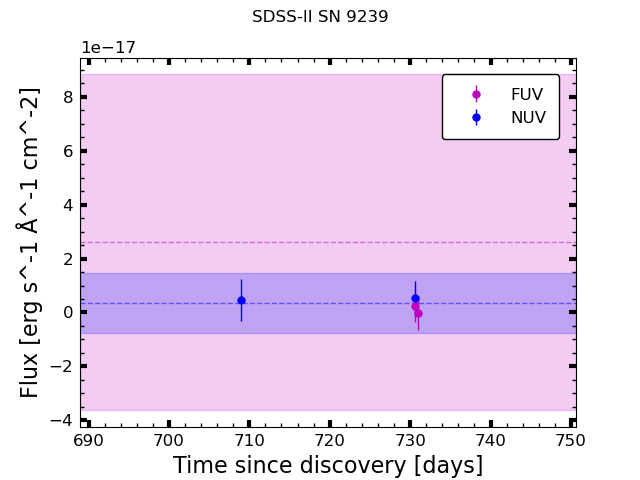 SDSS-II SN 9239
1e−17
FUV
NUV
8
6
4
2
0
−2
−4
Flux [erg s^-1 Å^-1 cm^-2]
690 700 710 720 730 740 750
Time since discovery [days]